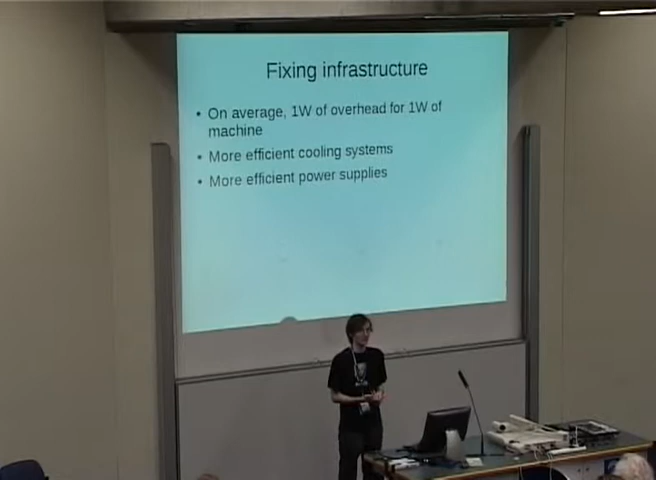 Fixing infrastructure
• On average, 1W of overhead for 1W of
machine
• More efficient cooling systems
• More efficient power supplies